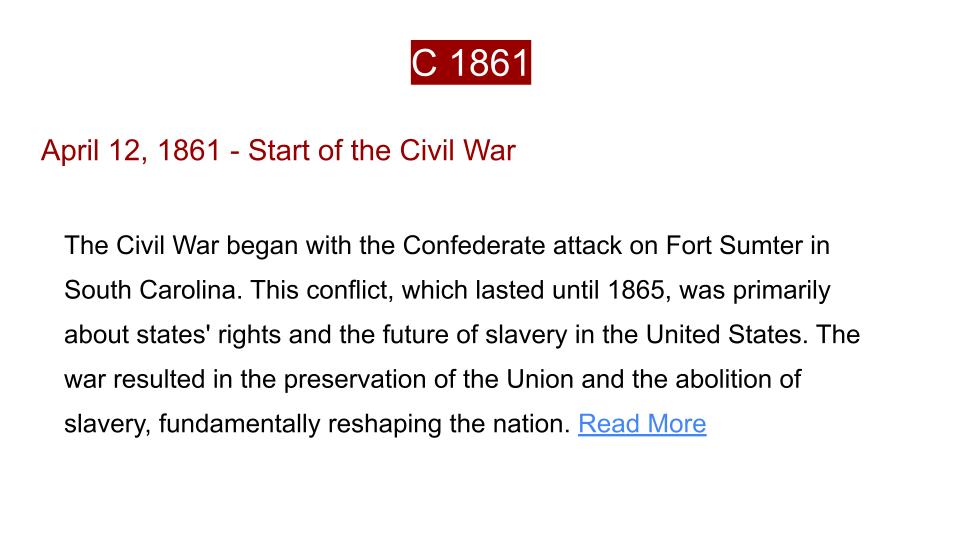 C 1861
April 12, 1861 - Start of the Civil War
The Civil War began with the Confederate attack on Fort Sumter in
South Carolina. This conflict, which lasted until 1865, was primarily
about states' rights and the future of slavery in the United States. The
war resulted in the preservation of the Union and the abolition of
slavery, fundamentally reshaping the nation. Read More